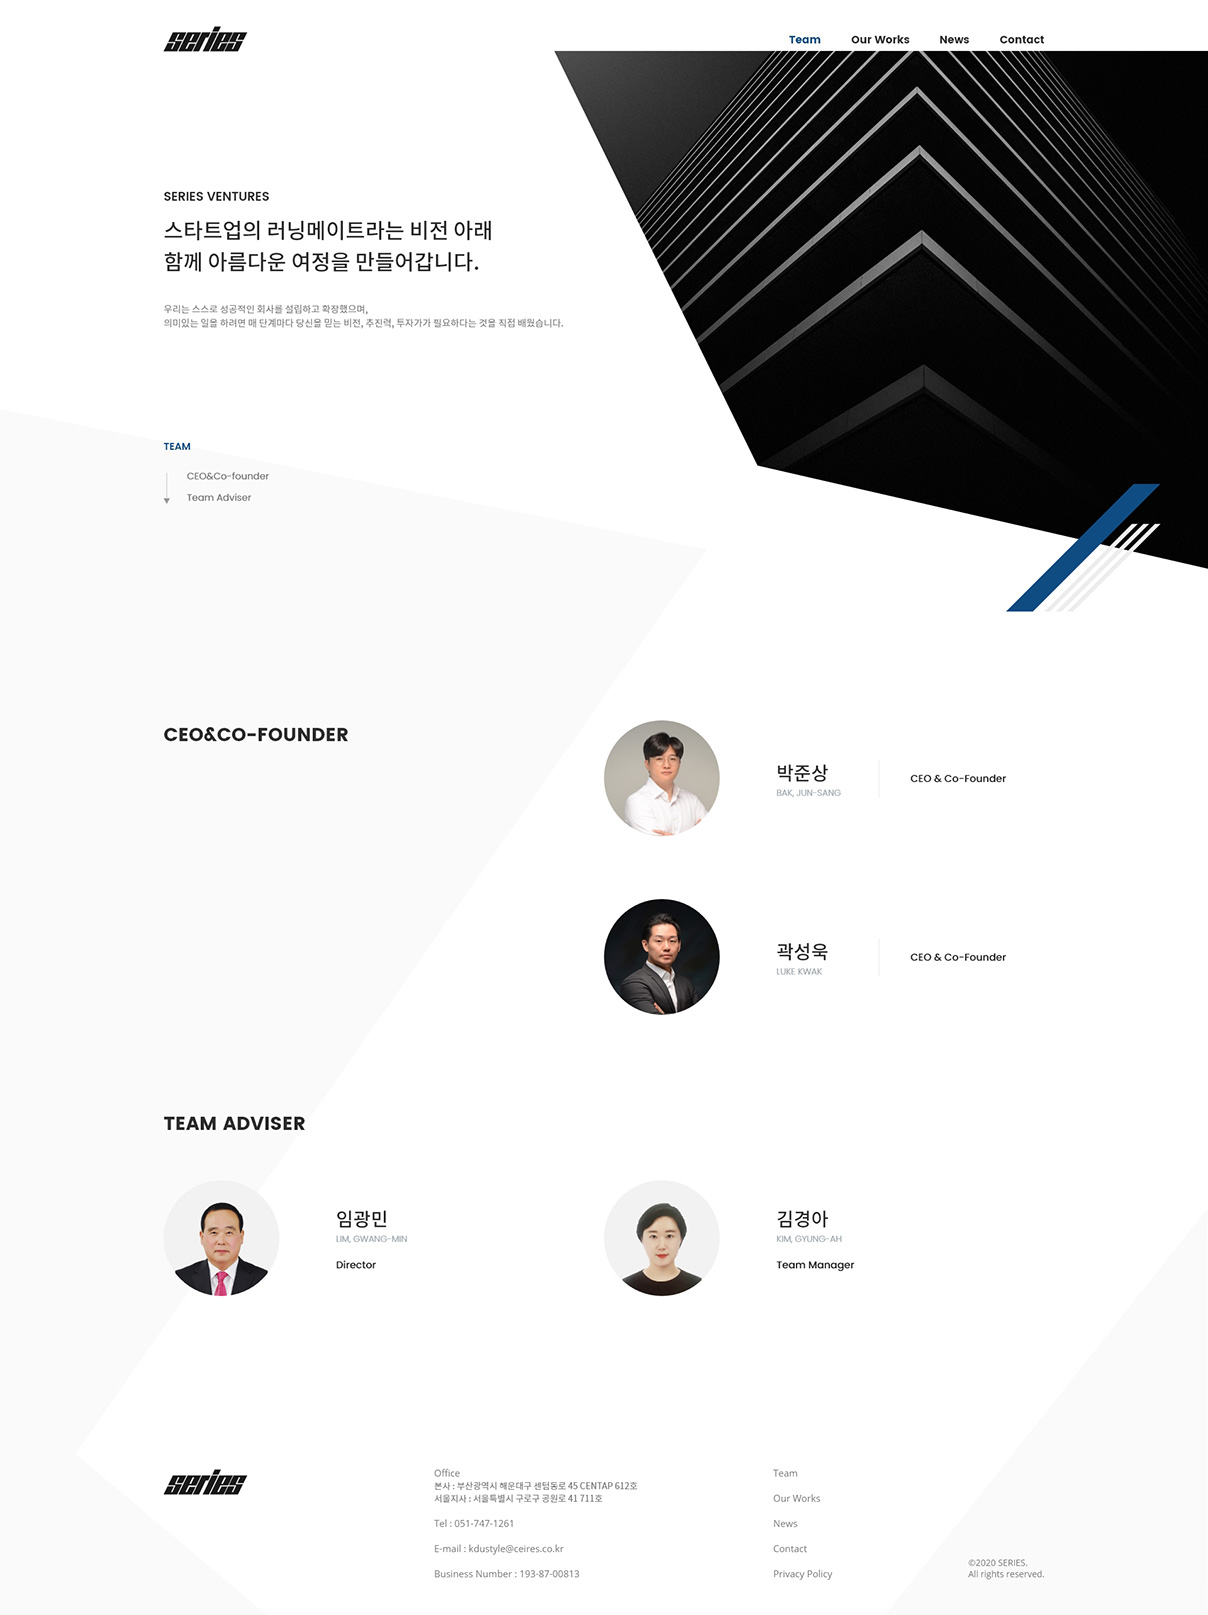 series
Team
Our Works
News
Contact
SERIES VENTURES
스타트업의 러닝메이트라는 비전 아래
함께 아름다운 여정을 만들어갑니다.
우리는 스스로 성공적인 회사를 설립하고 확장했으며,
의미있는 일을 하려면 매 단계마다 당신을 믿는 비전, 추진력, 투자가가 필요하다는 것을 직접 배웠습니다.
TEAM
CEO&Co-founder
Team Adviser
CEO&CO-FOUNDER
박준상
BAK, JUN-SANG
CEO & Co-Founder
곽성욱
LUKE KWAK
CEO & Co-Founder
TEAM ADVISER
임광민
LIM, GWANG-MIN
Director
김경아
KIM, GYUNG-AH
Team Manager
series
Office
본사 : 부산광역시 해운대구 센텀동로 45 CENTAP 612호
서울지사 : 서울특별시 구로구 공원로 41 711호
Tel : 051-747-1261
E-mail : kdustyle@ceires.co.kr
Business Number : 193-87-00813
Team
Our Works
News
Contact
Privacy Policy
©2020 SERIES.
All rights reserved.